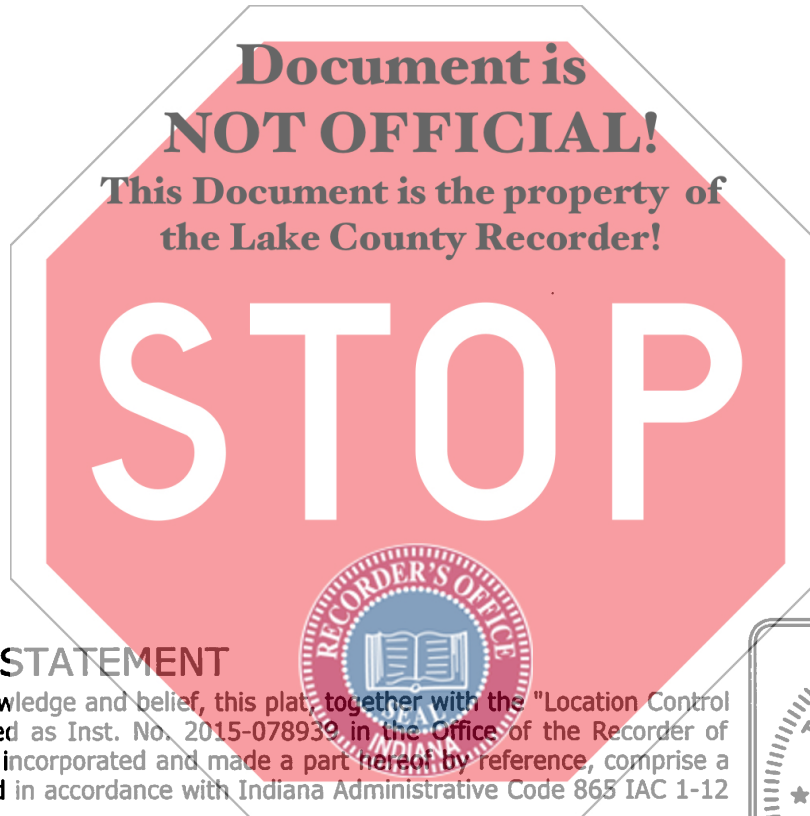 Document is
NOT OFFICIAL!
This Document is the property of
the Lake County Recorder!
STOP
RECORDER'S OFFICE
SEAL
INDIANA
STATEMENT
wledge and belief, this plat, together with the "Location Control
ed as Inst. No. 2015-078939 in the Office of the Recorder of
incorporated and made a part hereof by reference, comprise a
d in accordance with Indiana Administrative Code 865 IAC 1-12